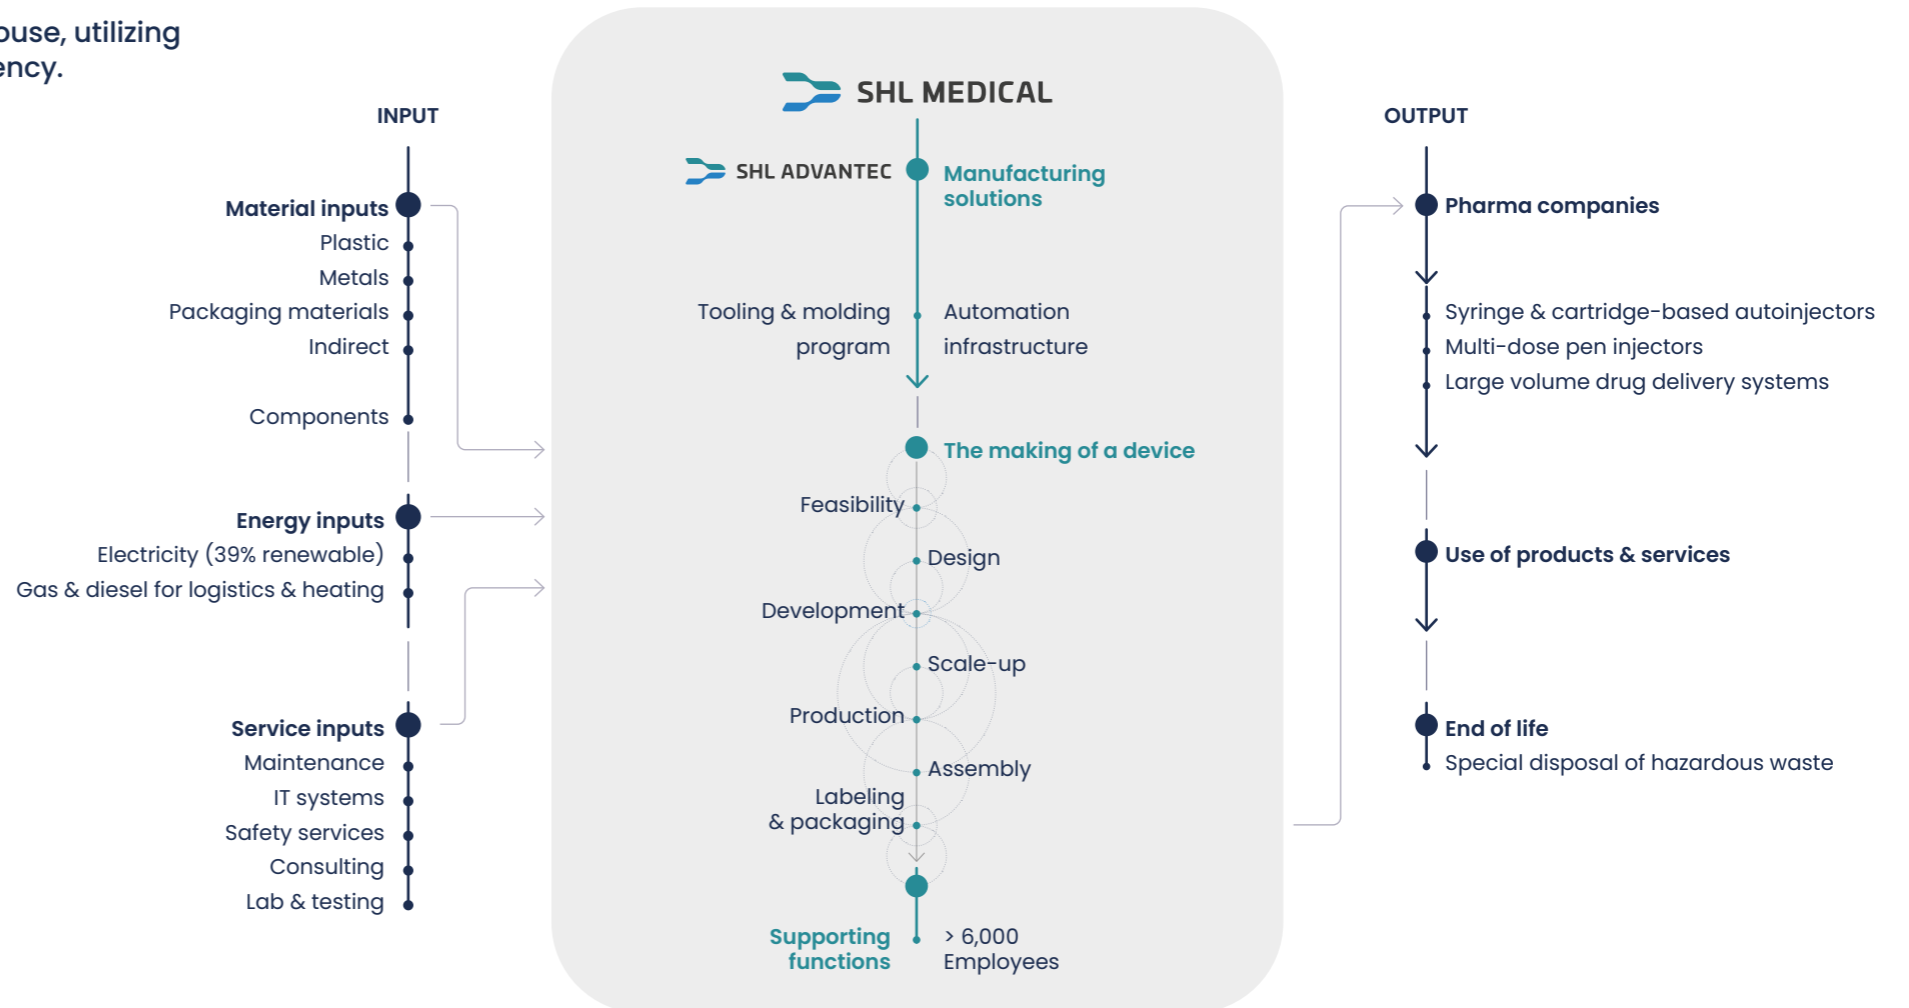 ouse, utilizing
ency.
INPUT
Material inputs
Plastic
Metals
Packaging materials
Indirect
Components
Energy inputs
Electricity (39% renewable)
Gas & diesel for logistics & heating
Service inputs
Maintenance
IT systems
Safety services
Consulting
Lab & testing
SHL MEDICAL
SHL ADVANTEC
Manufacturing
solutions
Tooling & molding
program
Automation
infrastructure
The making of a device
Feasibility
Design
Development
Scale-up
Production
Assembly
Labeling
& packaging
Supporting
functions
> 6,000
Employees
OUTPUT
Pharma companies
Syringe & cartridge-based autoinjectors
Multi-dose pen injectors
Large volume drug delivery systems
Use of products & services
End of life
Special disposal of hazardous waste